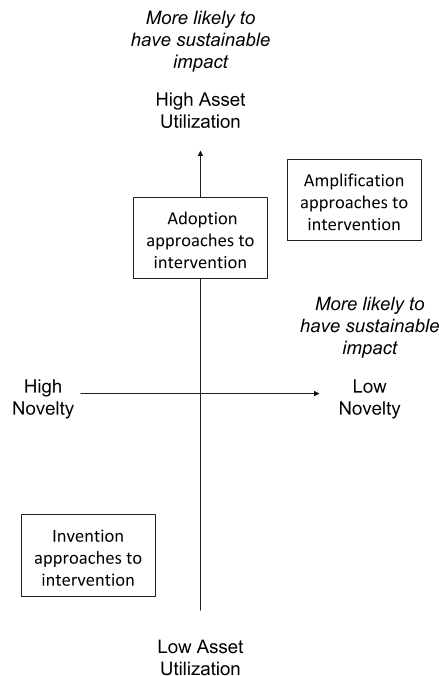 More likely to
have sustainable
impact
High Asset
Utilization
Amplification
approaches to
intervention
Adoption
approaches to
intervention
More likely to
have sustainable
impact
High
Novelty
Low
Novelty
Invention
approaches to
intervention
Low Asset
Utilization